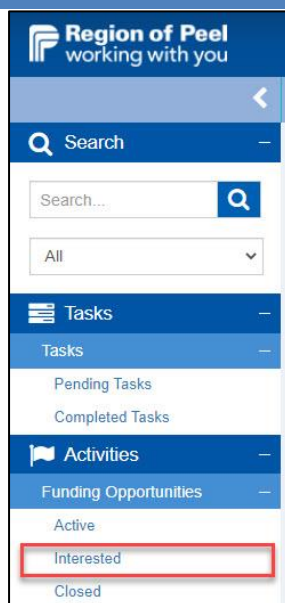 Region of Peel
working with you
Search
Search...
All
Tasks
Tasks
Pending Tasks
Completed Tasks
Activities
Funding Opportunities
Active
Interested
Closed